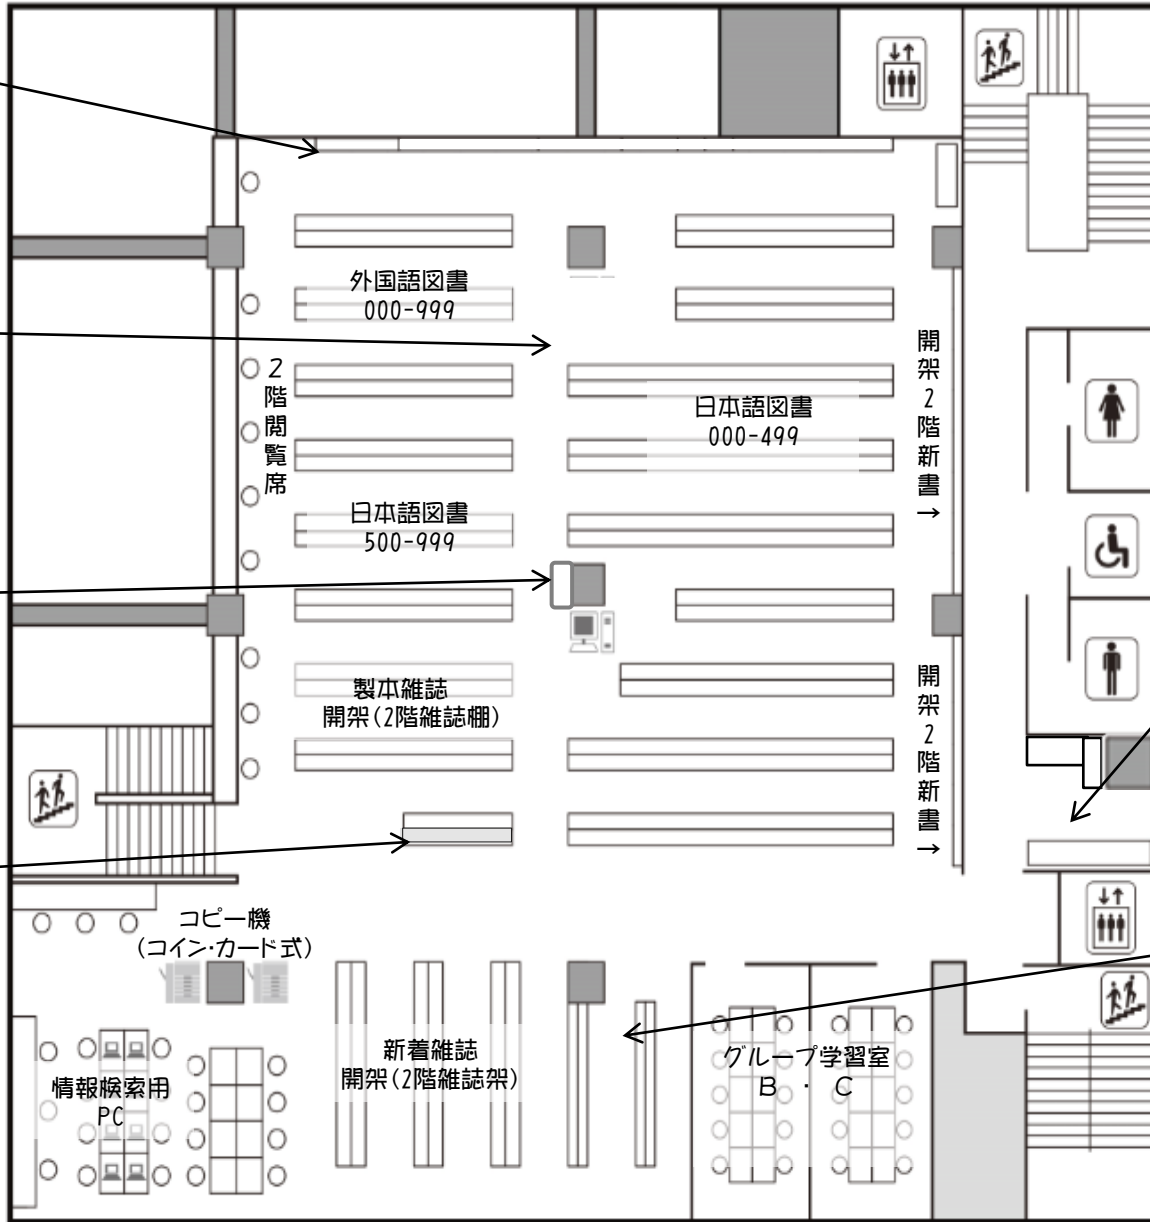 外国語図書
000-999
2階閲覧席
開架2階新書→
日本語図書
000-499
日本語図書
500-999
製本雑誌
開架(2階雑誌棚)
開架2階新書→
コピー機
(コイン・カード式)
新着雑誌
開架(2階雑誌架)
グループ学習室
B ・ C
情報検索用
PC